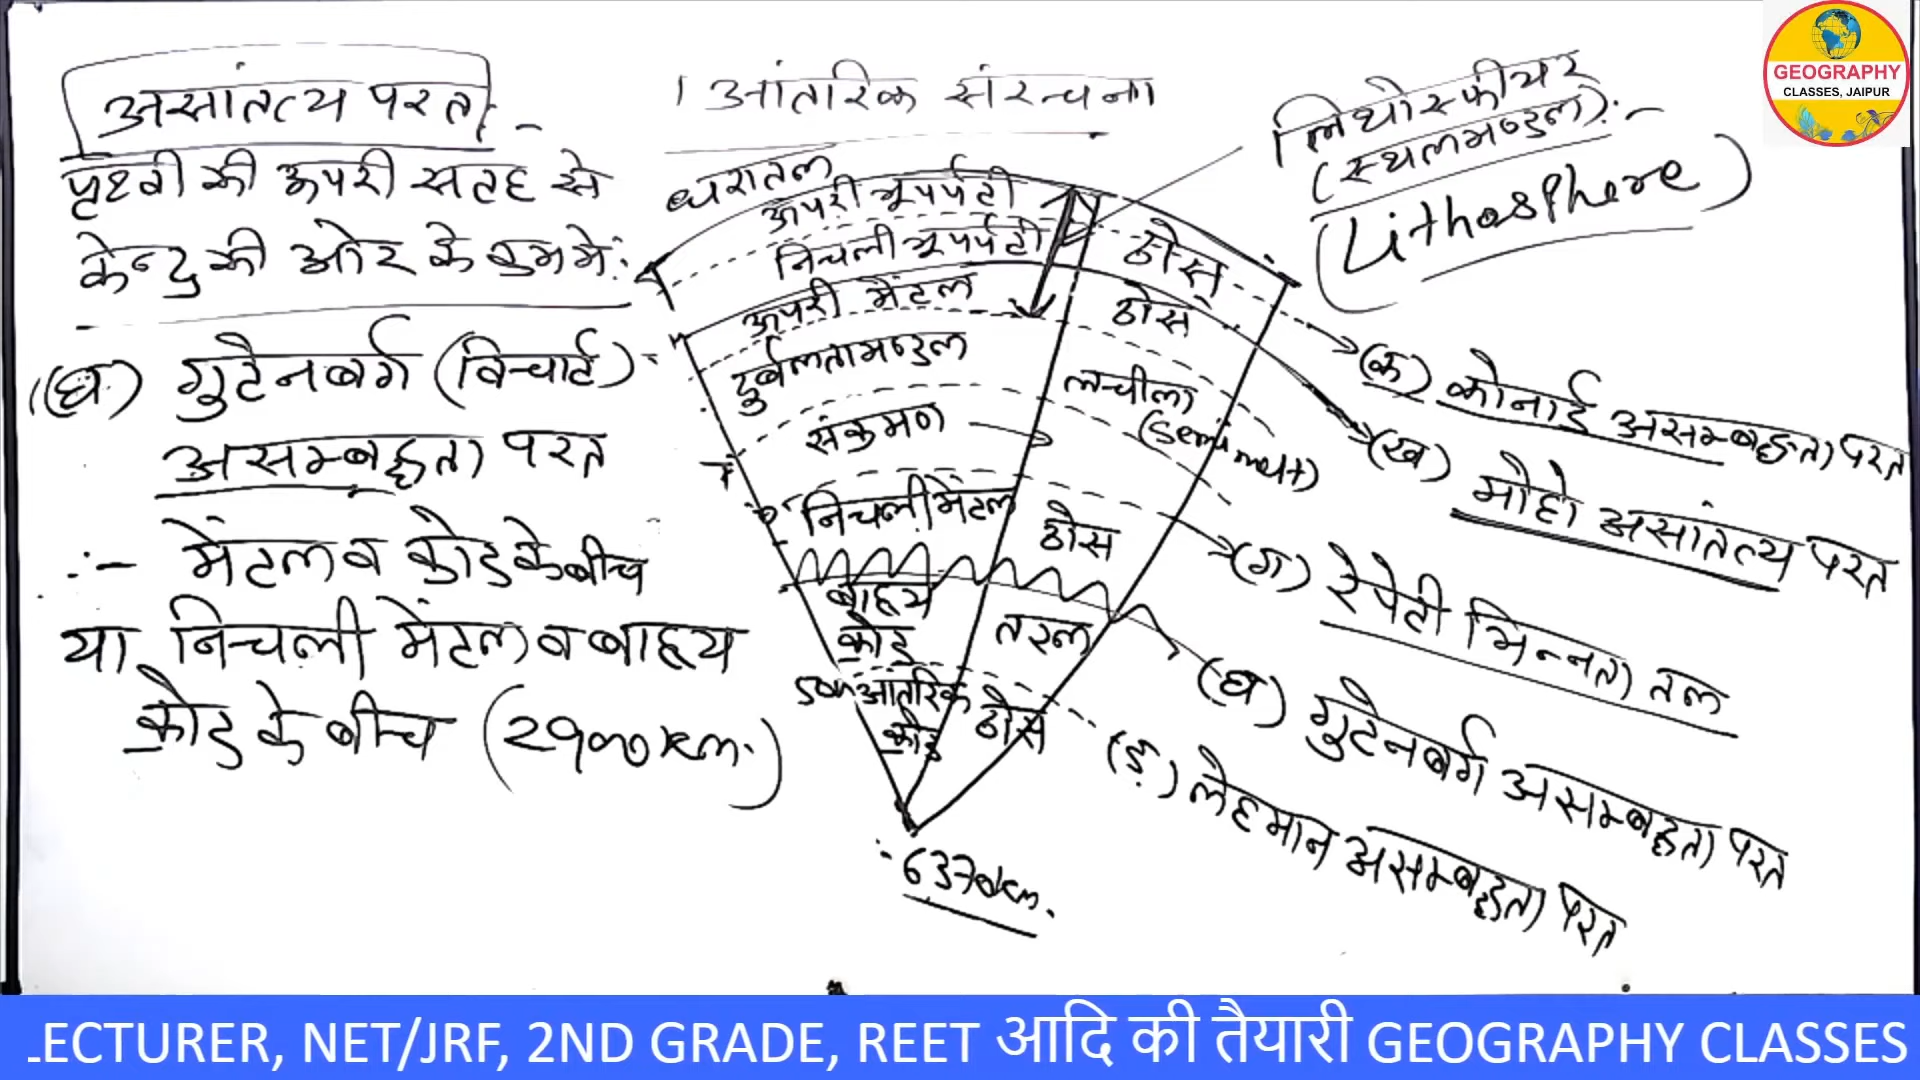 असांतत्य परत
पृथ्वी की ऊपरी सतह से
केन्द्र की ओर के क्रम में:
(घ) गुटेनबर्ग (विचार्ट)
असम्बद्धता परत
:- मेंटल व कोड के बीच
या निचली मेंटल व बाह्य
कोड के बीच (2900 km.)
आंतरिक संरचना
धरातल
ऊपरी भूपर्पटी
निचली भूपर्पटी
ठोस
ऊपरी मेंटल
ठोस
दुर्बलतामण्डल
लचीला
(Semi melt)
संक्रमण
निचली मेंटल
ठोस
बाह्य
कोड
तरल
आंतरिक
कोड
ठोस
6370 km.
लिथोस्फीयर
(स्थलमण्डल):-
(Lithosphere)
(क) कोनार्ड असम्बद्धता परत
(ख) मोहो असांतत्य परत
(ग) रेपेटी भिन्नता तल
(घ) गुटेनबर्ग असम्बद्धता परत
(ड़) लेहमान असम्बद्धता परत
GEOGRAPHY
CLASSES, JAIPUR
ECTURER, NET/JRF, 2ND GRADE, REET आदि की तैयारी GEOGRAPHY CLASSES